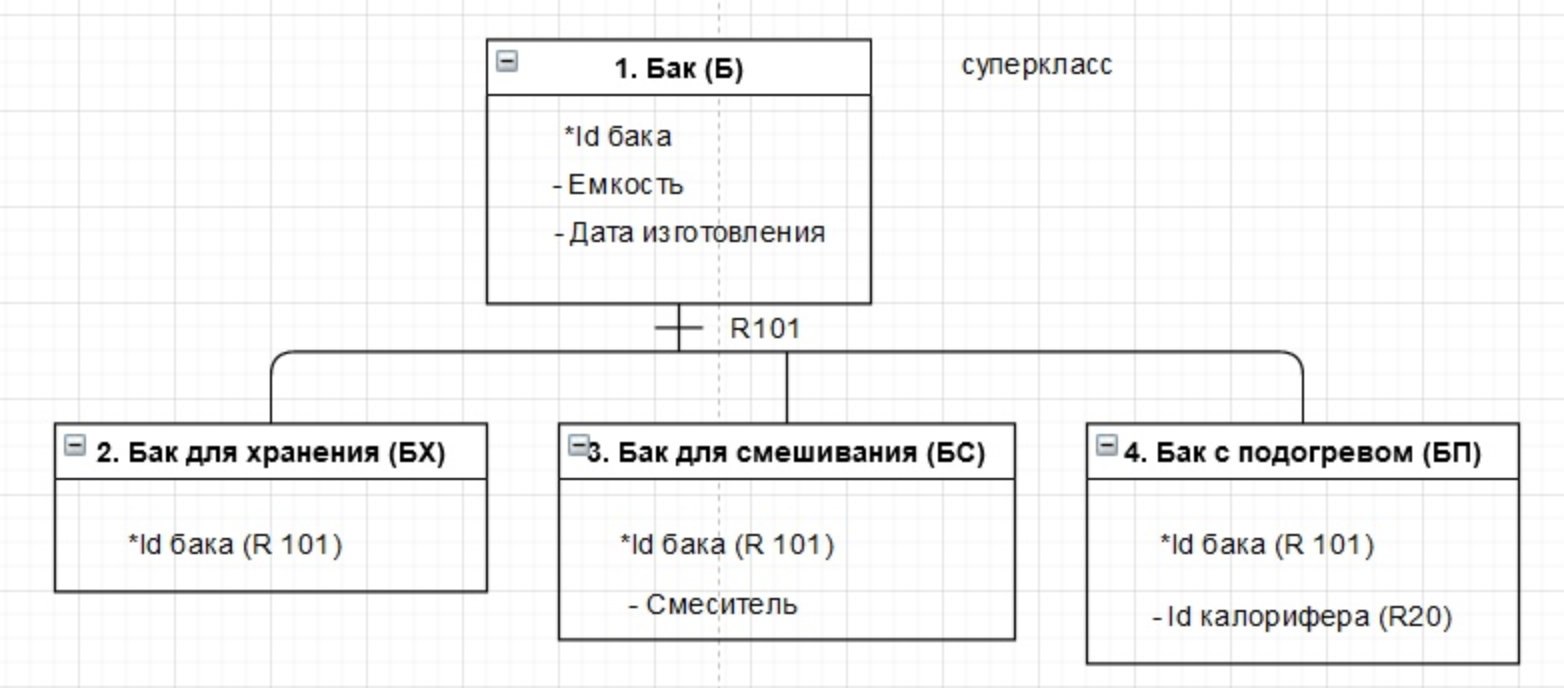 1. Бак (Б)
суперкласс
*Id бака
- Емкость
- Дата изготовления
R101
2. Бак для хранения (БХ)
3. Бак для смешивания (БС)
4. Бак с подогревом (БП)
*Id бака (R 101)
*Id бака (R 101)
*Id бака (R 101)
- Смеситель
- Id калорифера (R20)